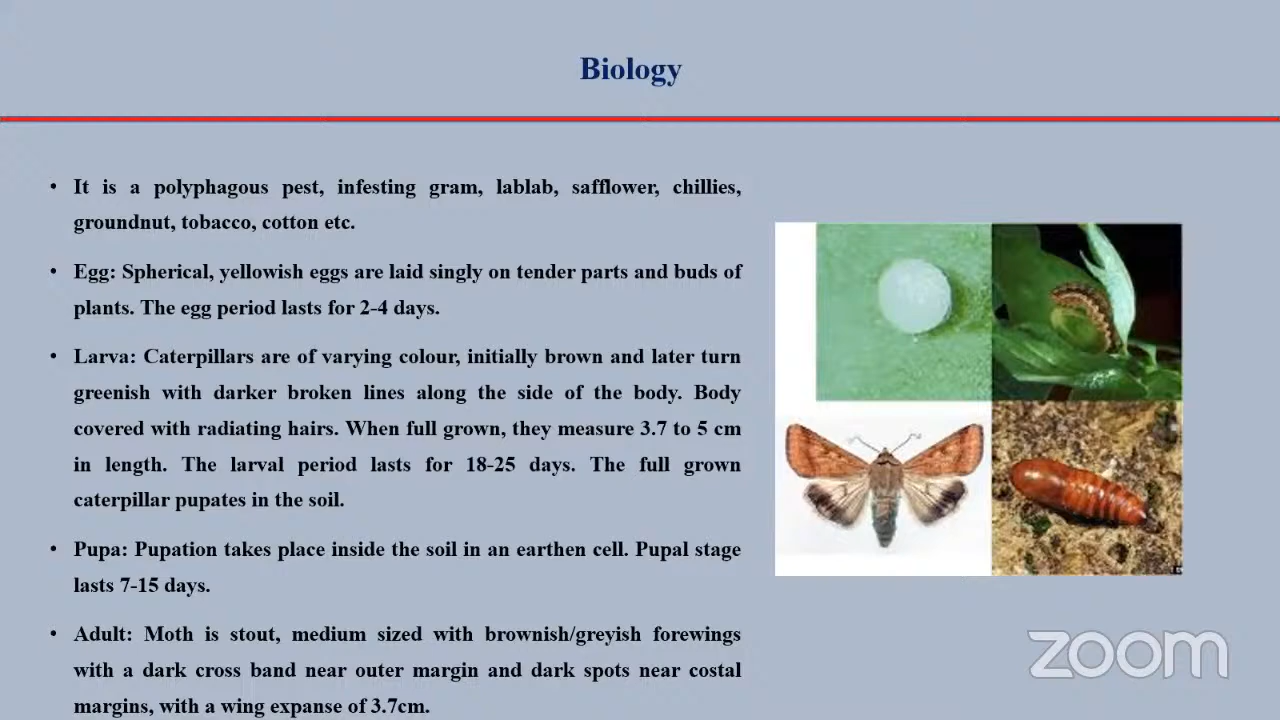 Biology
• It is a polyphagous pest, infesting gram, lablab, safflower, chillies,
groundnut, tobacco, cotton etc.
• Egg: Spherical, yellowish eggs are laid singly on tender parts and buds of
plants. The egg period lasts for 2-4 days.
• Larva: Caterpillars are of varying colour, initially brown and later turn
greenish with darker broken lines along the side of the body. Body
covered with radiating hairs. When full grown, they measure 3.7 to 5 cm
in length. The larval period lasts for 18-25 days. The full grown
caterpillar pupates in the soil.
• Pupa: Pupation takes place inside the soil in an earthen cell. Pupal stage
lasts 7-15 days.
• Adult: Moth is stout, medium sized with brownish/greyish forewings
with a dark cross band near outer margin and dark spots near costal
margins, with a wing expanse of 3.7cm.
zoom